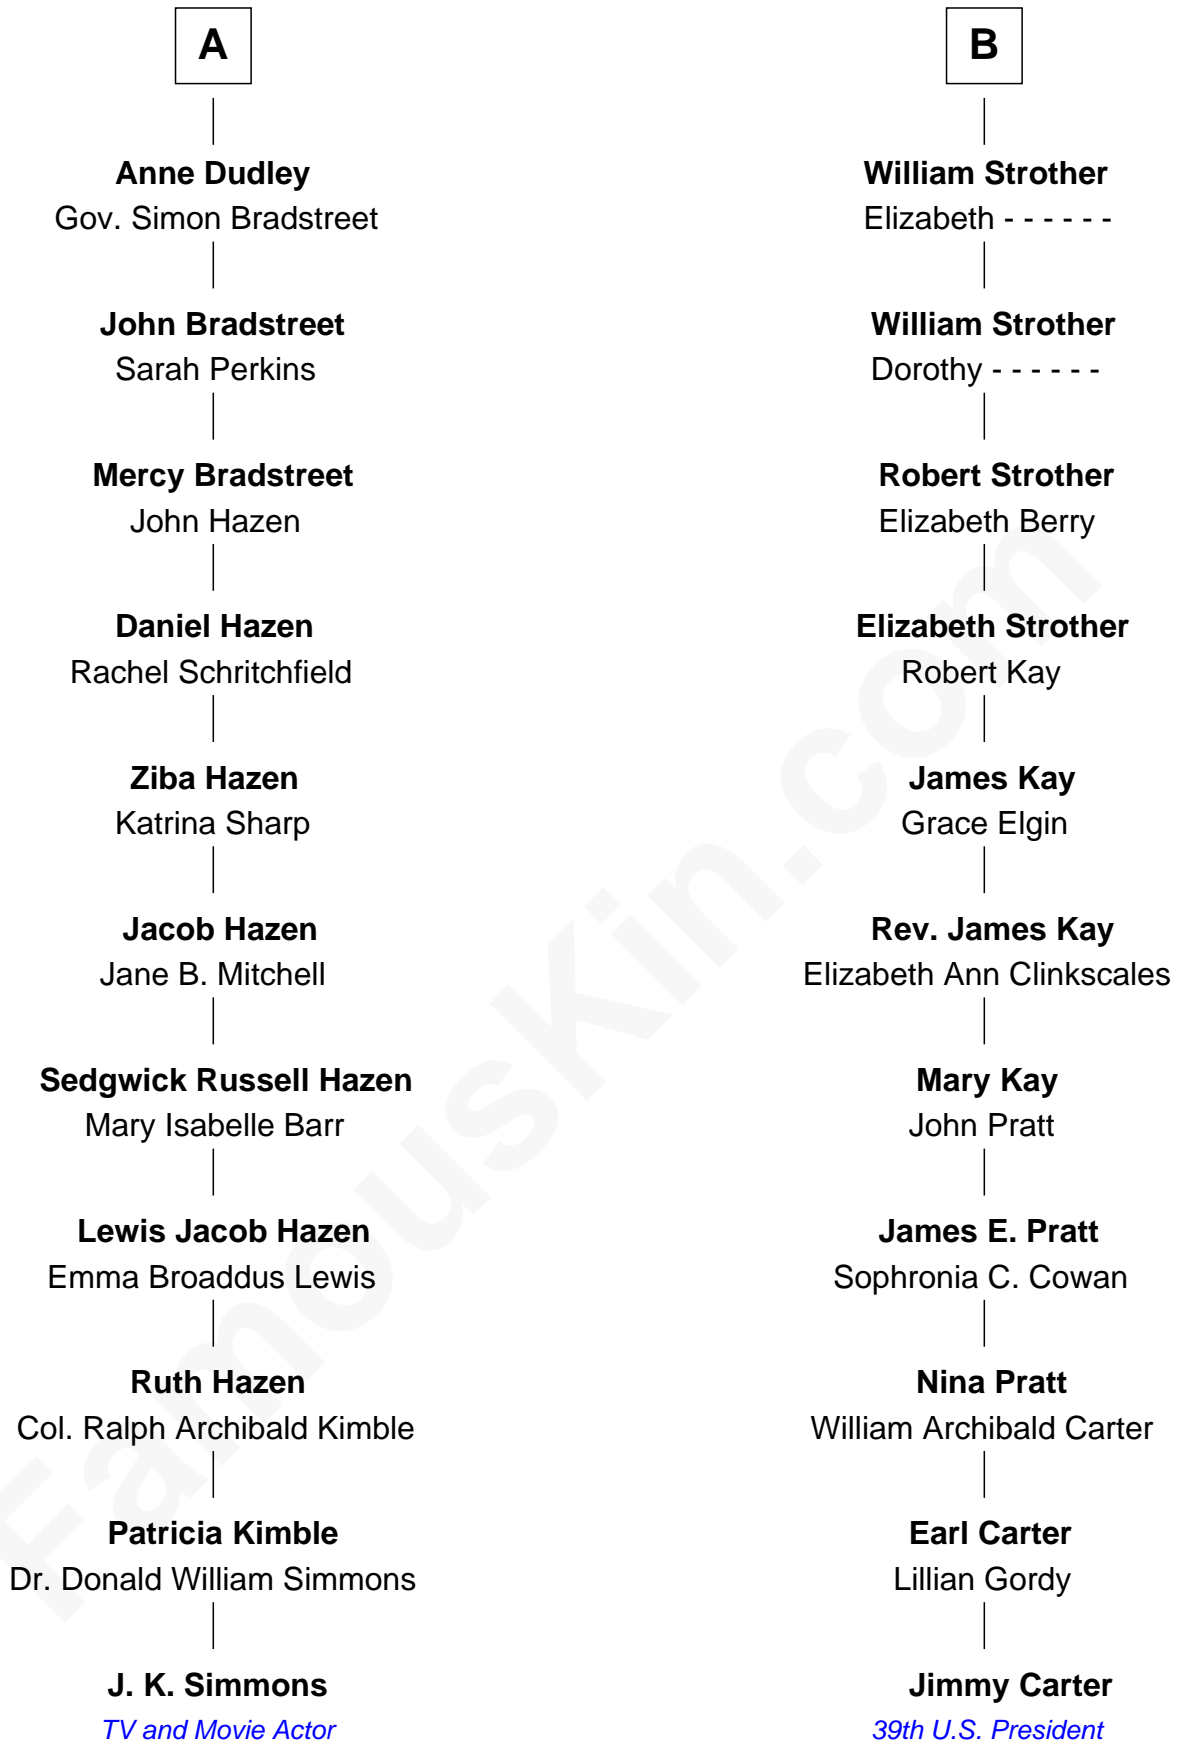 A
Anne Dudley
Gov. Simon Bradstreet
John Bradstreet
Sarah Perkins
Mercy Bradstreet
John Hazen
Daniel Hazen
Rachel Schritchfield
Ziba Hazen
Katrina Sharp
Jacob Hazen
Jane B. Mitchell
Sedgwick Russell Hazen
Mary Isabelle Barr
Lewis Jacob Hazen
Emma Broaddus Lewis
Ruth Hazen
Col. Ralph Archibald Kimble
Patricia Kimble
Dr. Donald William Simmons
J. K. Simmons
TV and Movie Actor
B
William Strother
Elizabeth - - - - - -
William Strother
Dorothy - - - - - -
Robert Strother
Elizabeth Berry
Elizabeth Strother
Robert Kay
James Kay
Grace Elgin
Rev. James Kay
Elizabeth Ann Clinkscales
Mary Kay
John Pratt
James E. Pratt
Sophronia C. Cowan
Nina Pratt
William Archibald Carter
Earl Carter
Lillian Gordy
Jimmy Carter
39th U.S. President
FamousKin.com